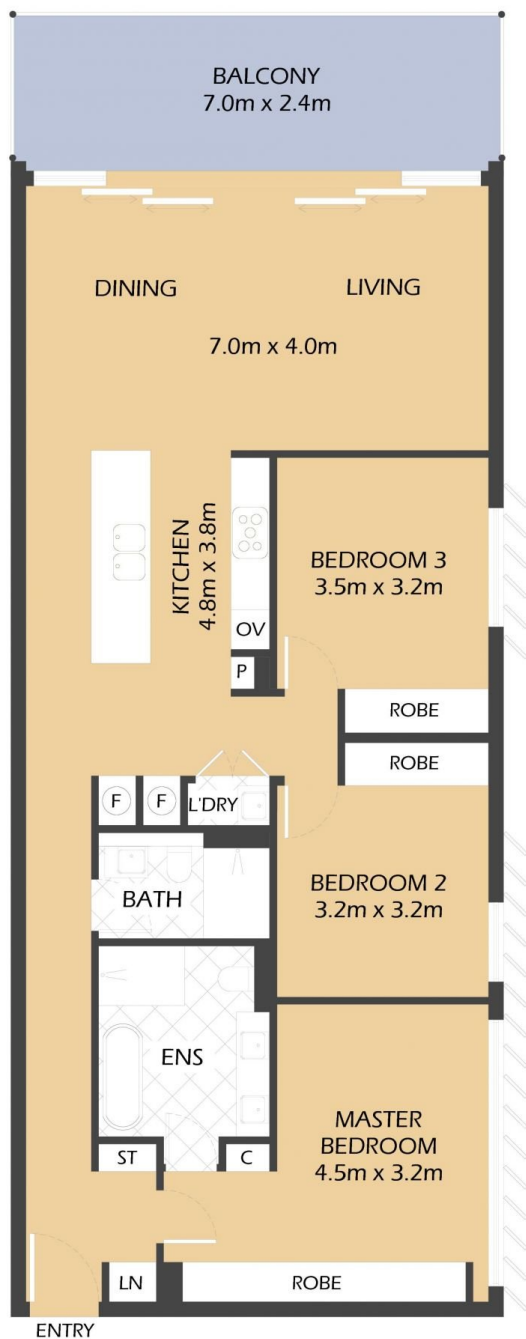 BALCONY
7.0m x 2.4m
DINING
LIVING
7.0m x 4.0m
KITCHEN
4.8m x 3.8m
BEDROOM 3
3.5m x 3.2m
OV
P
ROBE
ROBE
F
F
L'DRY
BATH
BEDROOM 2
3.2m x 3.2m
ENS
MASTER
BEDROOM
4.5m x 3.2m
ST
C
LN
ROBE
ENTRY